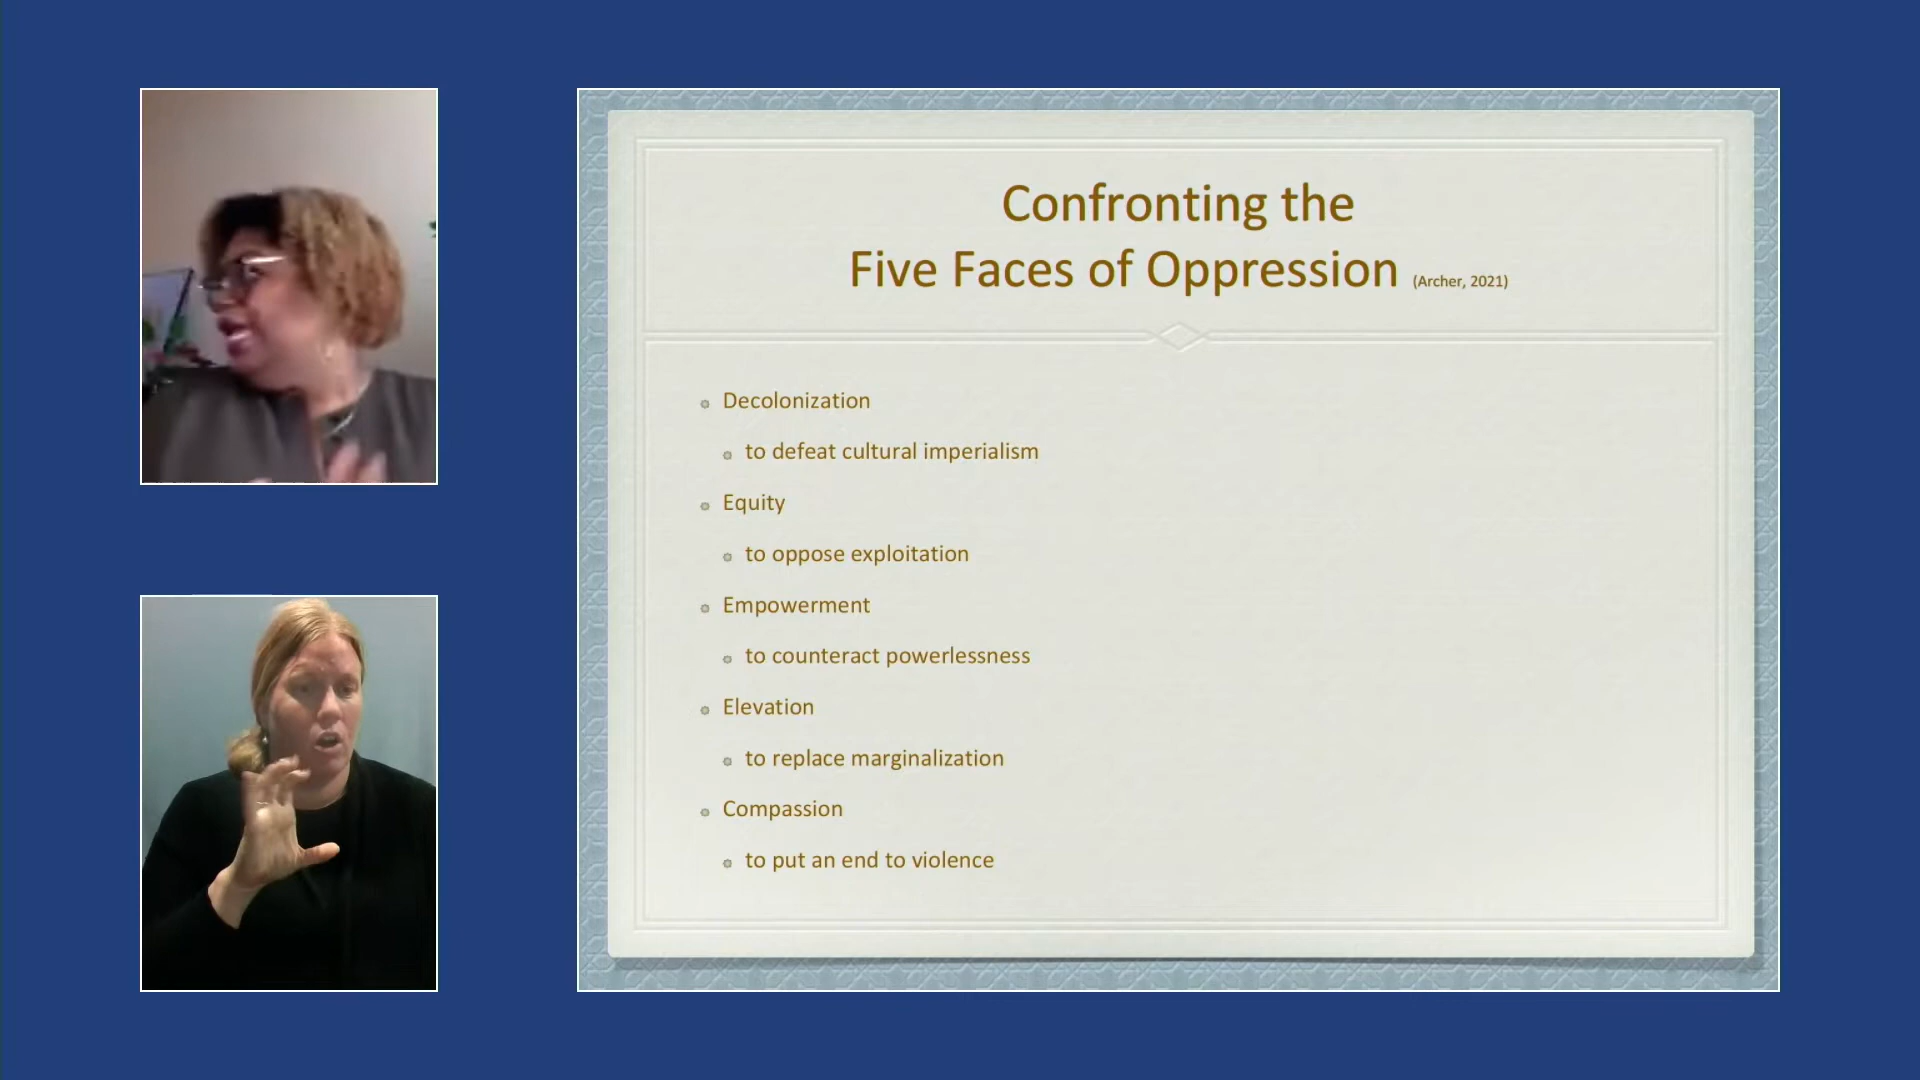 Confronting the
Five Faces of Oppression (Archer, 2021)
Decolonization
to defeat cultural imperialism
Equity
to oppose exploitation
Empowerment
to counteract powerlessness
Elevation
to replace marginalization
Compassion
to put an end to violence